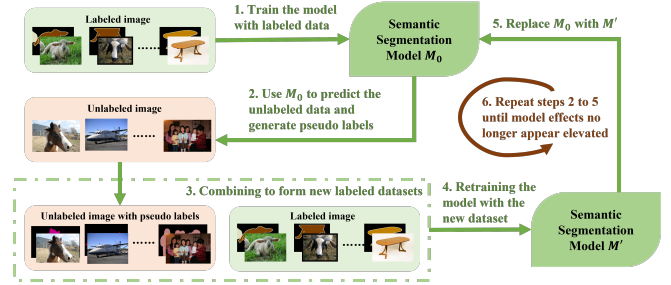 Labeled image
1. Train the model
with labeled data
Semantic
Segmentation
Model M₀
5. Replace M₀ with M′
2. Use M₀ to predict the
unlabeled data and
generate pseudo labels
Unlabeled image
6. Repeat steps 2 to 5
until model effects no
longer appear elevated
3. Combining to form new labeled datasets
4. Retraining the
model with the
new dataset
Unlabeled image with pseudo labels
Labeled image
Semantic
Segmentation
Model M′